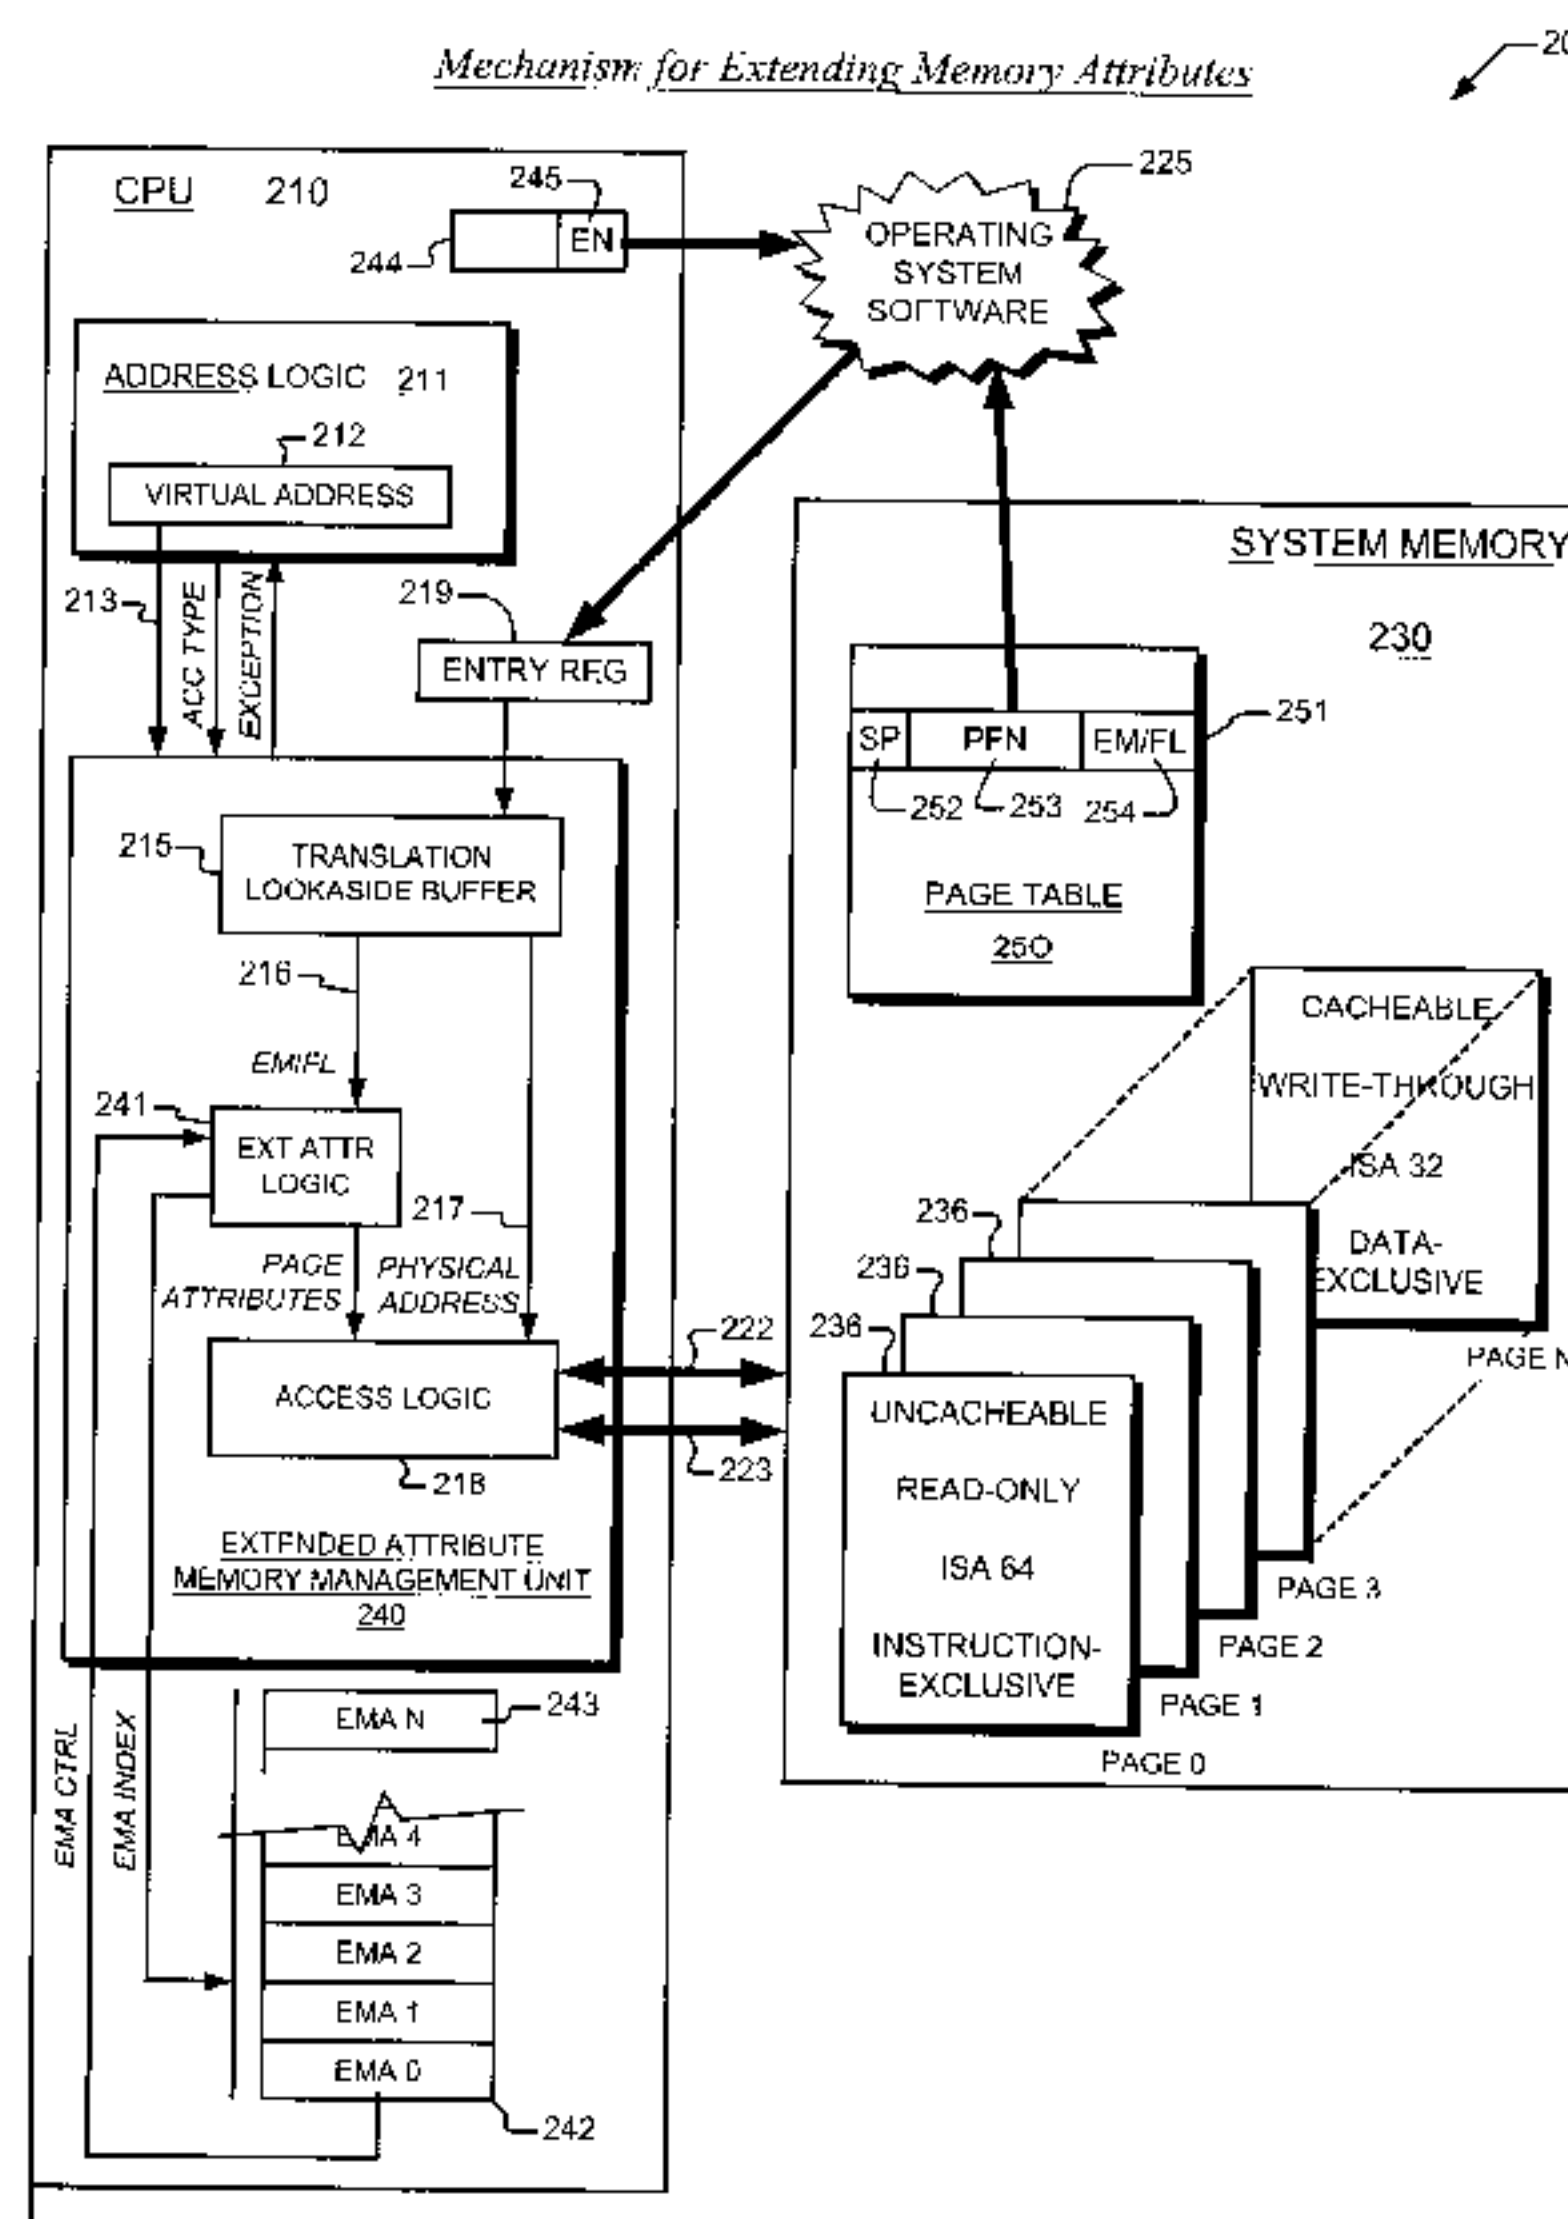 Mechanism for Extending Memory Attributes
CPU 210
245
225
EN
244
OPERATING
SYSTEM
SOFTWARE
ADDRESS LOGIC 211
212
VIRTUAL ADDRESS
SYSTEM MEMORY
230
213
ACC TYPE
EXCEPTION
219
ENTRY REG
251
SP
PFN
EM/FL
252
253
254
215
TRANSLATION
LOOKASIDE BUFFER
PAGE TABLE
250
216
EM/FL
241
EXT ATTR
LOGIC
217
PAGE
ATTRIBUTES
PHYSICAL
ADDRESS
CACHEABLE
WRITE-THROUGH
ISA 32
DATA-
EXCLUSIVE
236
236
236
222
ACCESS LOGIC
223
218
EXTENDED ATTRIBUTE
MEMORY MANAGEMENT UNIT
240
UNCACHEABLE
READ-ONLY
ISA 64
INSTRUCTION-
EXCLUSIVE
PAGE N
PAGE 3
PAGE 2
PAGE 1
PAGE 0
EMA CTRL
EMA INDEX
EMA N
243
EMA 4
EMA 3
EMA 2
EMA 1
EMA 0
242